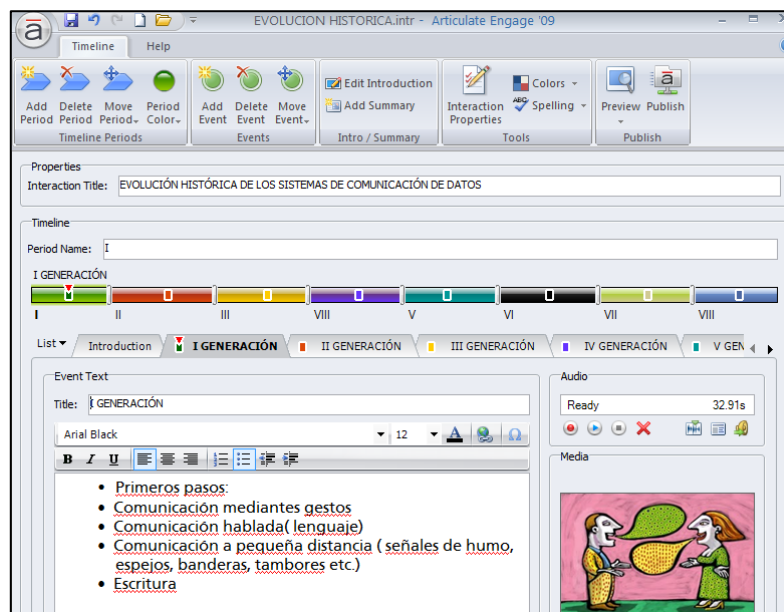 EVOLUCION HISTORICA.intr - Articulate Engage '09
Timeline Help
Add Period
Delete Period
Move Period
Period Color
Timeline Periods
Add Event
Delete Event
Move Event
Events
Edit Introduction
Add Summary
Intro / Summary
Interaction Properties
Colors
ABC Spelling
Tools
Preview
Publish
Publish
Properties
Interaction Title: EVOLUCIÓN HISTÓRICA DE LOS SISTEMAS DE COMUNICACIÓN DE DATOS
Timeline
Period Name: I
I GENERACIÓN
I II III VIII V VI VII VIII
List Introduction I GENERACIÓN II GENERACIÓN III GENERACIÓN IV GENERACIÓN V GEN
Event Text
Title: I GENERACIÓN
Arial Black 12 A Ω
B I U
• Primeros pasos:
• Comunicación mediantes gestos
• Comunicación hablada( lenguaje)
• Comunicación a pequeña distancia ( señales de humo,
espejos, banderas, tambores etc.)
• Escritura
Audio
Ready 32.91s
Media